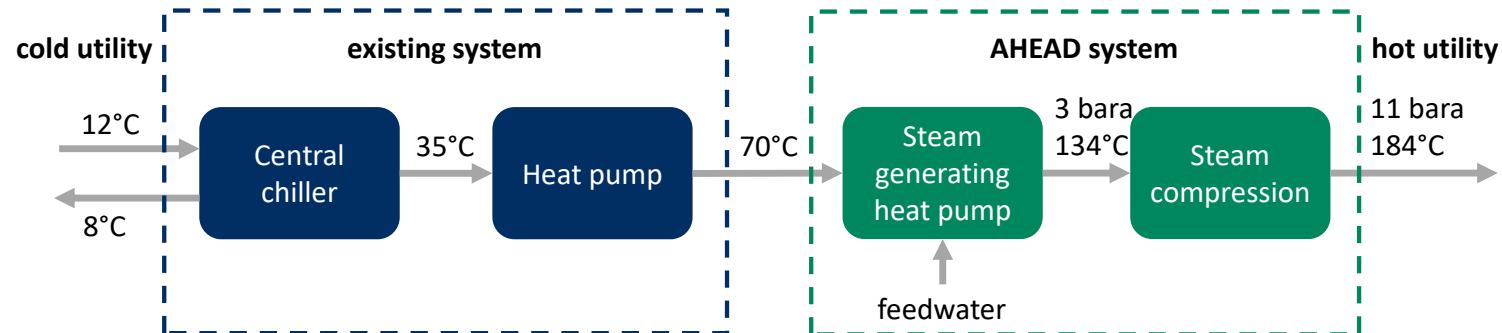 cold utility
existing system
AHEAD system
hot utility
12°C
8°C
Central
chiller
35°C
Heat pump
70°C
Steam
generating
heat pump
feedwater
3 bara
134°C
Steam
compression
11 bara
184°C